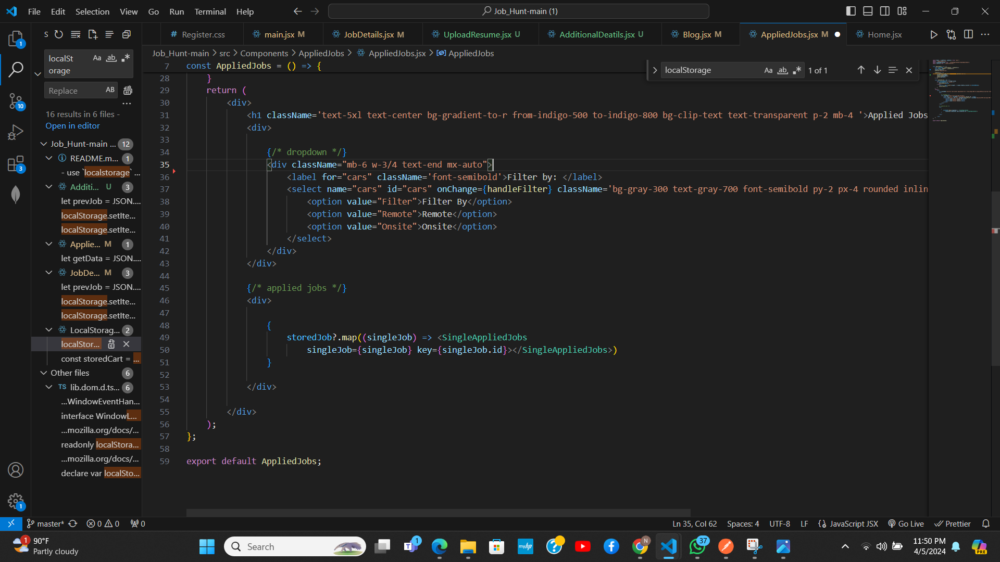 File Edit Selection View Go Run Terminal Help
Job_Hunt-main (1)
S
Register.css
main.jsx M
JobDetails.jsx M
UploadResume.jsx U
AdditionalDeatils.jsx U
Blog.jsx M
AppliedJobs.jsx M
Home.jsx
Job_Hunt-main > src > Components > AppliedJobs > AppliedJobs.jsx > AppliedJobs
localSt
orage
Replace
16 results in 6 files -
Open in editor
Job_Hunt-main ... 12
README.m... 1
- use `localstorage` ...
Additi... U 3
let prevJob = JSON....
localStorage.setIte...
localStorage.setIte...
Applie... M 1
let getData = JSON....
JobDe... M 3
let prevJob = JSON....
localStorage.setIte...
localStorage.setIte...
LocalStorag... 2
localStor...
const storedCart = ...
Other files 6
TS lib.dom.d.ts... 6
...WindowEventHan...
interface WindowL...
...mozilla.org/docs/...
readonly localStora...
...mozilla.org/docs/...
declare var localSto...
localStorage
1 of 1
7 const AppliedJobs = () => {
28 }
29 return (
30 <div>
31 <h1 className='text-5xl text-center bg-gradient-to-r from-indigo-500 to-indigo-800 bg-clip-text text-transparent p-2 mb-4 '>Applied Jobs
32 <div>
33
34 {/* dropdown */}
35 <div className="mb-6 w-3/4 text-end mx-auto">
36 <label for="cars" className='font-semibold'>Filter by: </label>
37 <select name="cars" id="cars" onChange={handleFilter} className='bg-gray-300 text-gray-700 font-semibold py-2 px-4 rounded inlin
38 <option value="Filter">Filter By</option>
39 <option value="Remote">Remote</option>
40 <option value="Onsite">Onsite</option>
41 </select>
42 </div>
43 </div>
44
45 {/* applied jobs */}
46 <div>
47
48 {
49 storedJob?.map((singleJob) => <SingleAppliedJobs
50 singleJob={singleJob} key={singleJob.id}></SingleAppliedJobs>)
51 }
52
53 </div>
54
55 </div>
56 );
57 };
58
59 export default AppliedJobs;
master* 0 0 0
Ln 35, Col 62 Spaces: 4 UTF-8 LF JavaScript JSX Go Live Prettier
90°F
Partly cloudy
Search
37
11:50 PM
4/5/2024